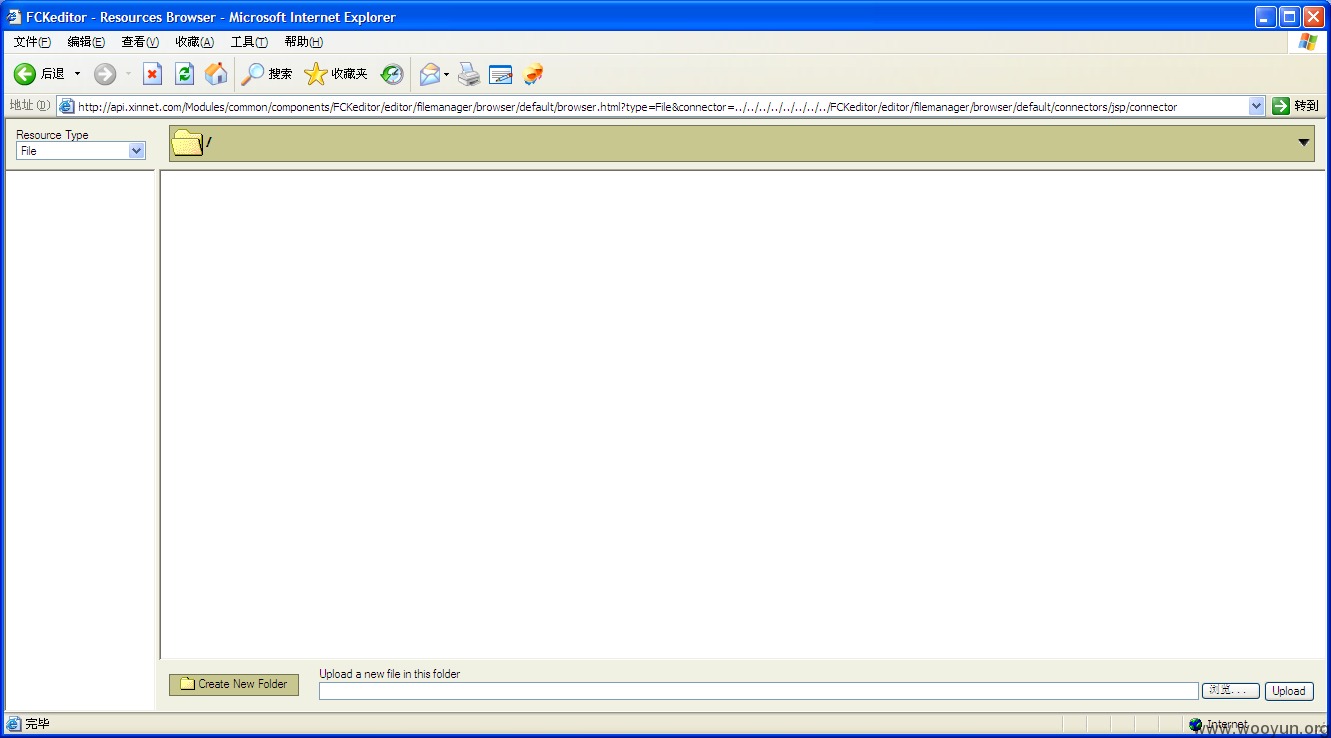 FCKeditor - Resources Browser - Microsoft Internet Explorer
文件(F) 编辑(E) 查看(V) 收藏(A) 工具(T) 帮助(H)
后退 搜索 收藏夹
地址(D) http://api.xinnet.com/Modules/common/components/FCKeditor/editor/filemanager/browser/default/browser.html?type=File&connector=../../../../../../../../FCKeditor/editor/filemanager/browser/default/connectors/jsp/connector 转到
Resource Type
File
/
Upload a new file in this folder
Create New Folder
浏览... Upload
完毕 Internet
www.wooyun.org